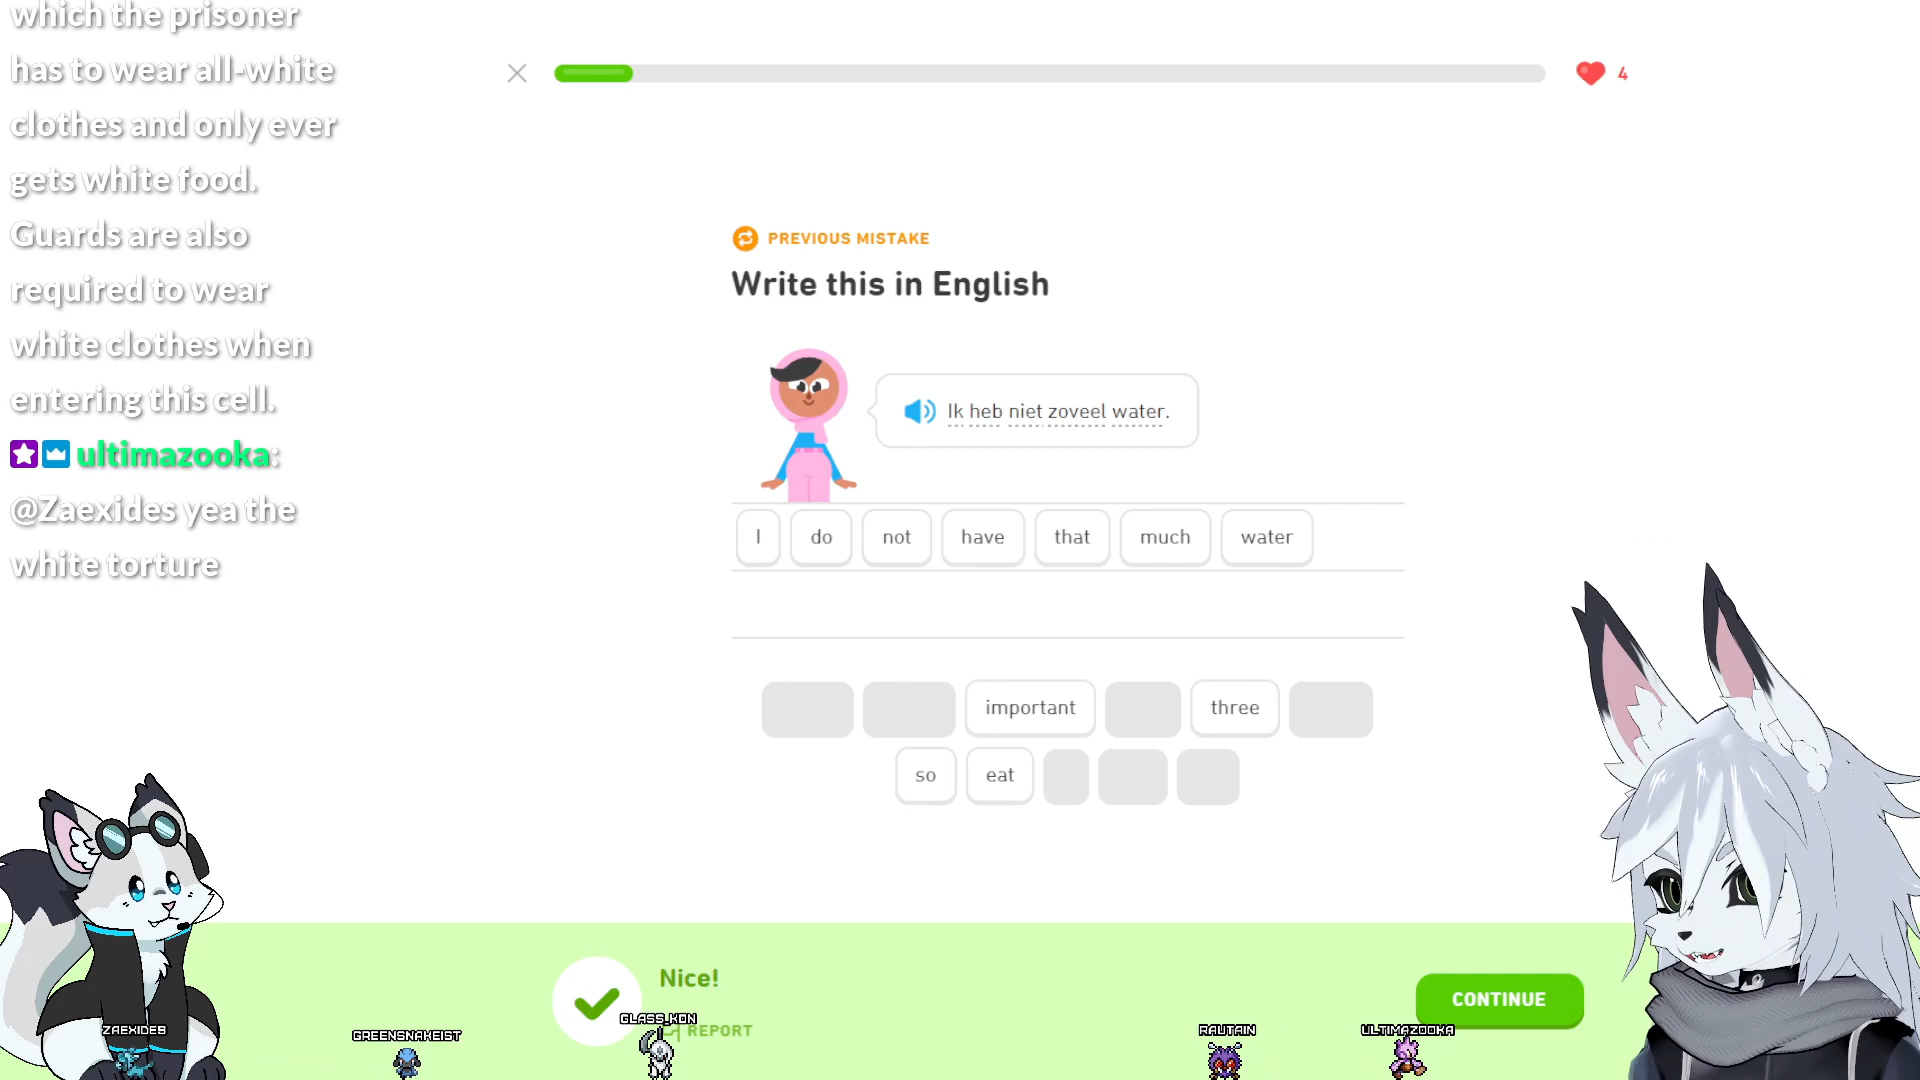 which the prisoner
has to wear all-white
clothes and only ever
gets white food.
Guards are also
required to wear
white clothes when
entering this cell.
ultimazooka:
@Zaexides yea the
white torture
4
PREVIOUS MISTAKE
Write this in English
Ik heb niet zoveel water.
I do not have that much water
important three
so eat
Nice!
REPORT
CONTINUE
ZAEXIDES
GREENSNAKEIST
GLASS_KON
RAUTAIN
ULTIMAZOOKA